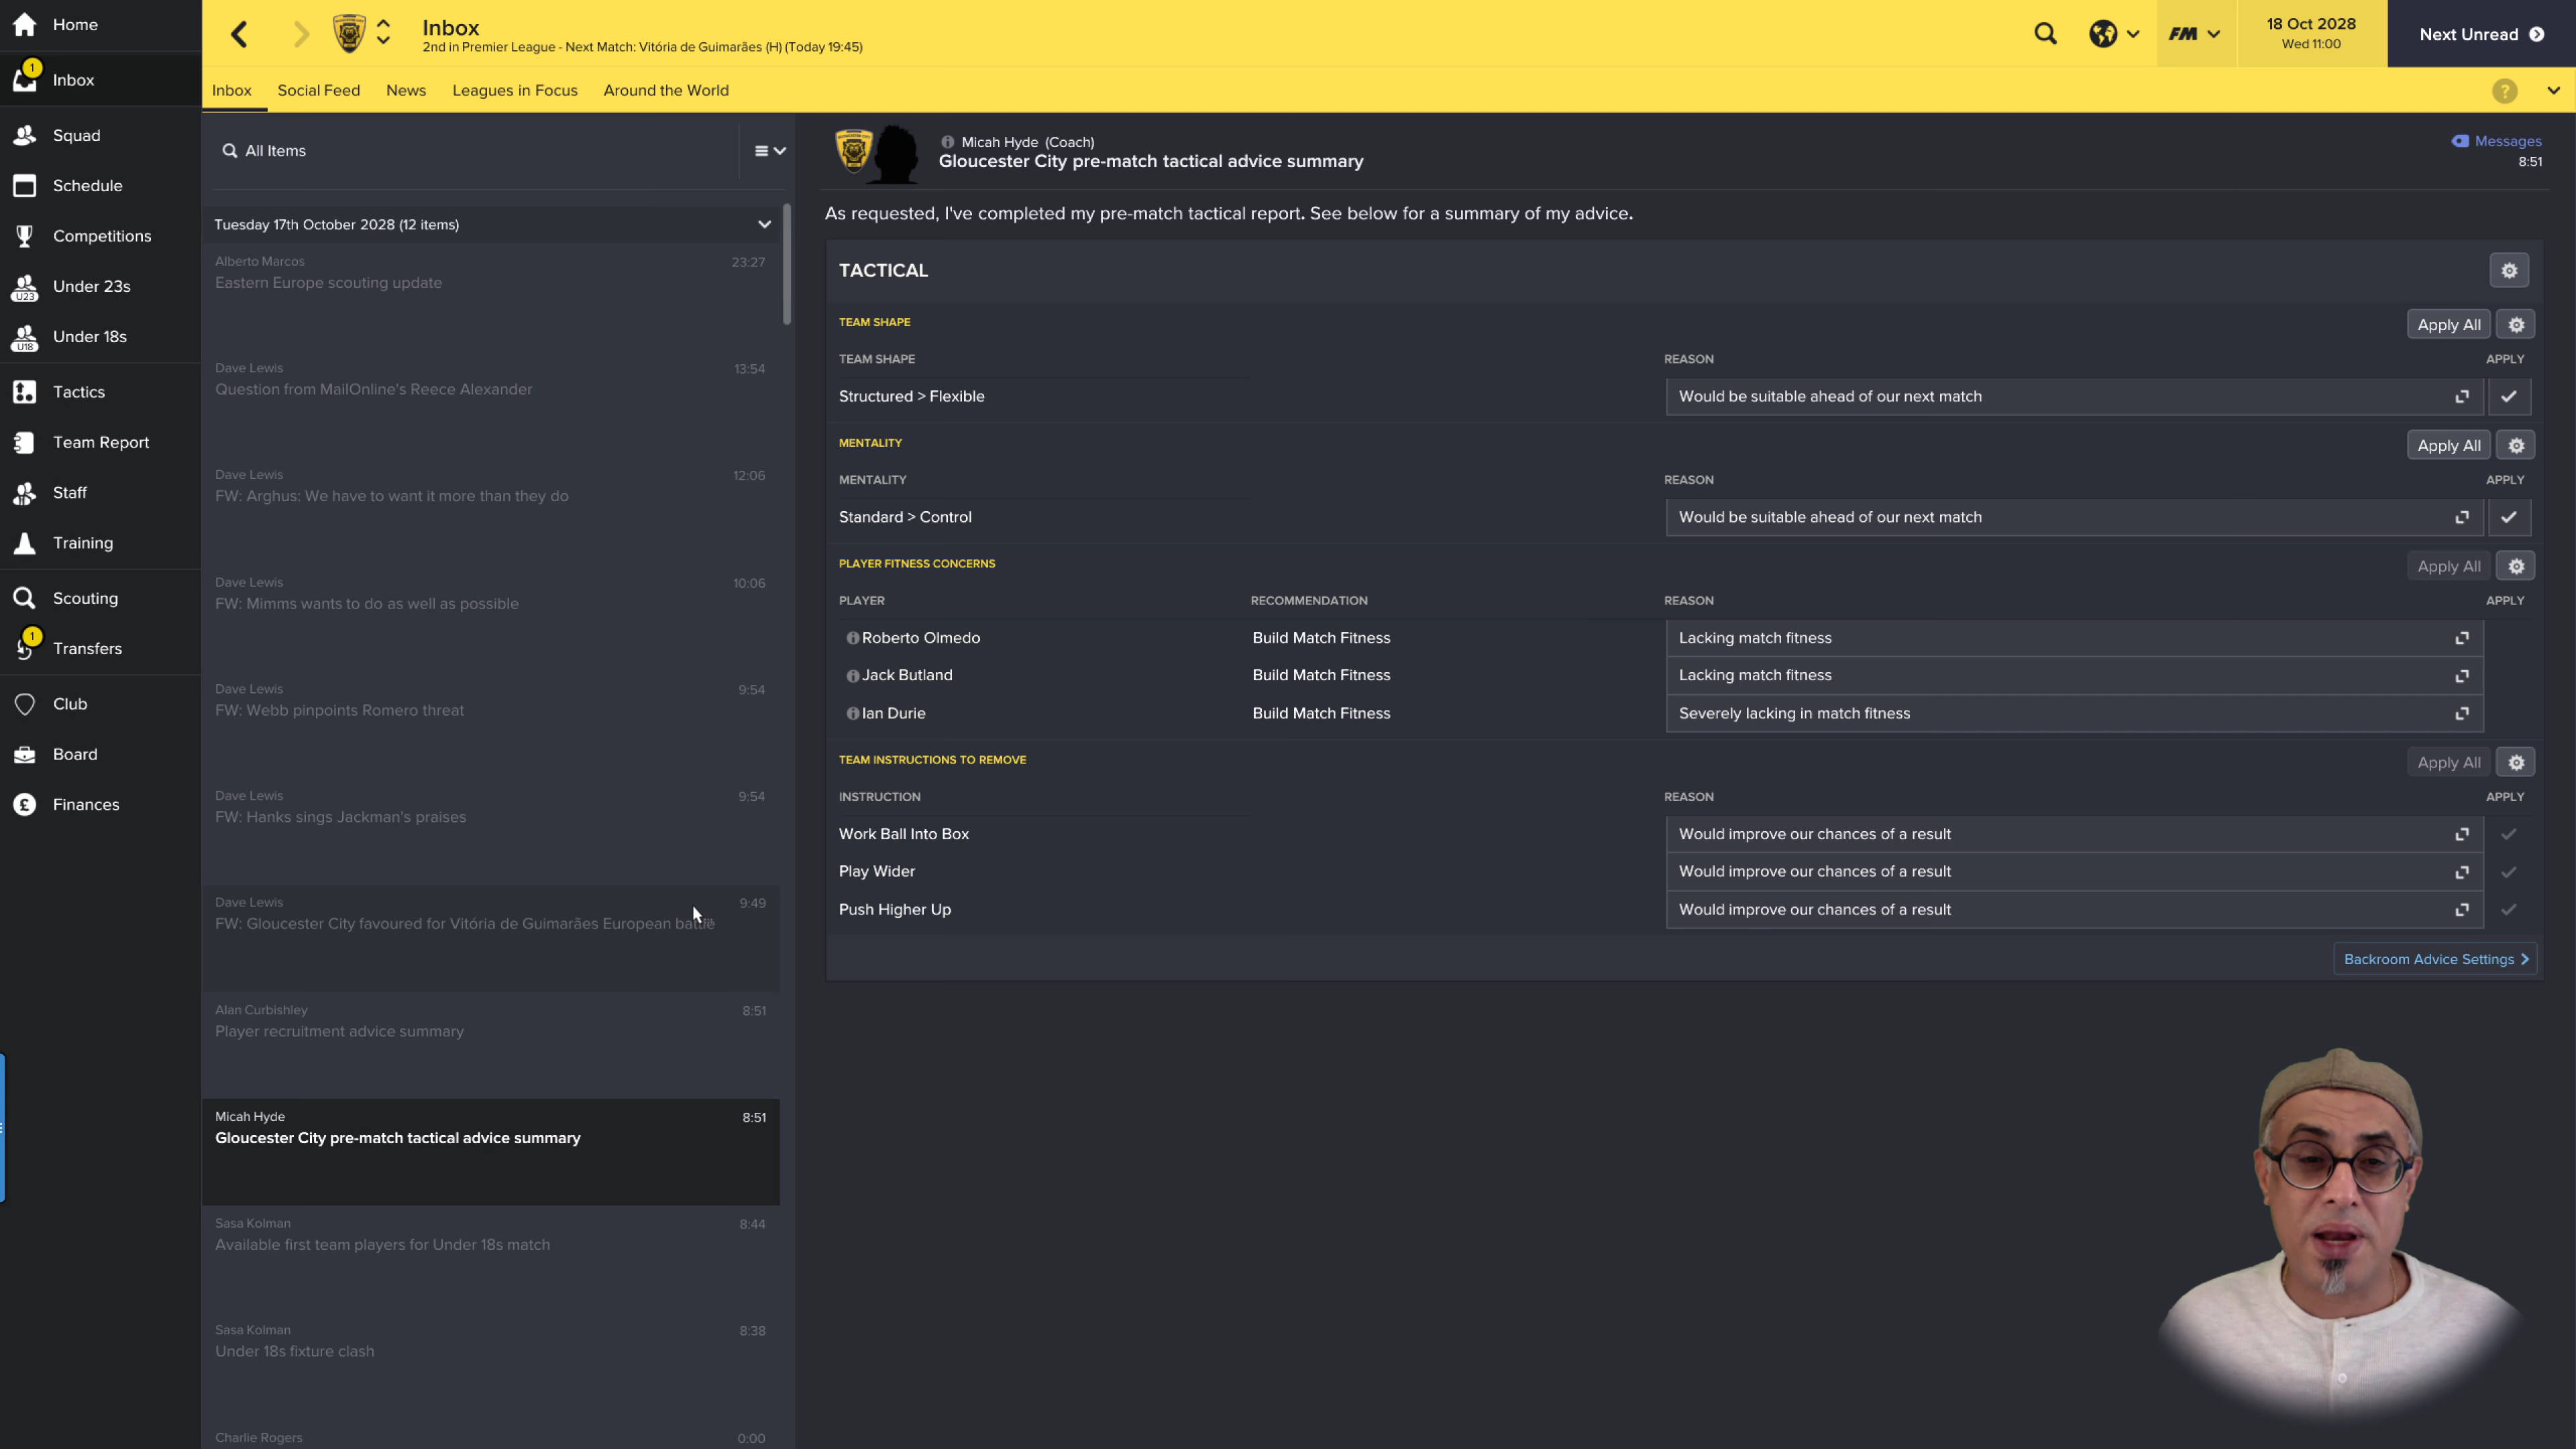 Home
1
Inbox
Squad
Schedule
Competitions
U23
Under 23s
U18
Under 18s
Tactics
Team Report
Staff
Training
Scouting
1
Transfers
Club
Board
£
Finances
Inbox
2nd in Premier League - Next Match: Vitória de Guimarães (H) (Today 19:45)
FM
18 Oct 2028
Wed 11:00
Next Unread
Inbox Social Feed News Leagues in Focus Around the World
?
All Items
Tuesday 17th October 2028 (12 items)
Alberto Marcos 23:27
Eastern Europe scouting update
Dave Lewis 13:54
Question from MailOnline's Reece Alexander
Dave Lewis 12:06
FW: Arghus: We have to want it more than they do
Dave Lewis 10:06
FW: Mimms wants to do as well as possible
Dave Lewis 9:54
FW: Webb pinpoints Romero threat
Dave Lewis 9:54
FW: Hanks sings Jackman's praises
Dave Lewis 9:49
FW: Gloucester City favoured for Vitória de Guimarães European battle
Alan Curbishley 8:51
Player recruitment advice summary
Micah Hyde 8:51
Gloucester City pre-match tactical advice summary
Sasa Kolman 8:44
Available first team players for Under 18s match
Sasa Kolman 8:38
Under 18s fixture clash
Charlie Rogers 0:00
Micah Hyde (Coach)
Gloucester City pre-match tactical advice summary
Messages
8:51
As requested, I've completed my pre-match tactical report. See below for a summary of my advice.
TACTICAL
TEAM SHAPE Apply All
TEAM SHAPE REASON APPLY
Structured > Flexible Would be suitable ahead of our next match
MENTALITY Apply All
MENTALITY REASON APPLY
Standard > Control Would be suitable ahead of our next match
PLAYER FITNESS CONCERNS Apply All
PLAYER RECOMMENDATION REASON APPLY
Roberto Olmedo Build Match Fitness Lacking match fitness
Jack Butland Build Match Fitness Lacking match fitness
Ian Durie Build Match Fitness Severely lacking in match fitness
TEAM INSTRUCTIONS TO REMOVE Apply All
INSTRUCTION REASON APPLY
Work Ball Into Box Would improve our chances of a result
Play Wider Would improve our chances of a result
Push Higher Up Would improve our chances of a result
Backroom Advice Settings